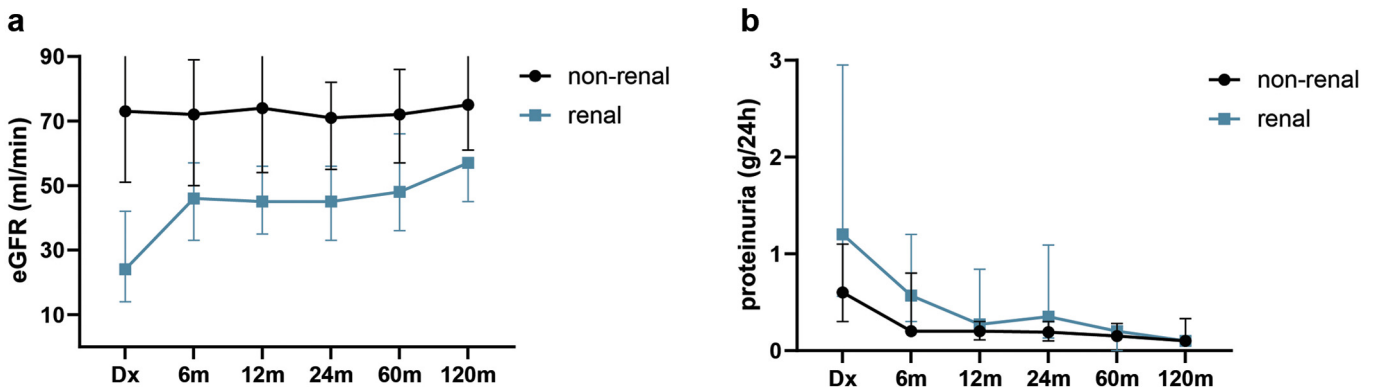 a
eGFR (ml/min)
90
70
50
30
10
Dx 6m 12m 24m 60m 120m
non-renal
renal
b
proteinuria (g/24h)
3
2
1
0
Dx 6m 12m 24m 60m 120m
non-renal
renal